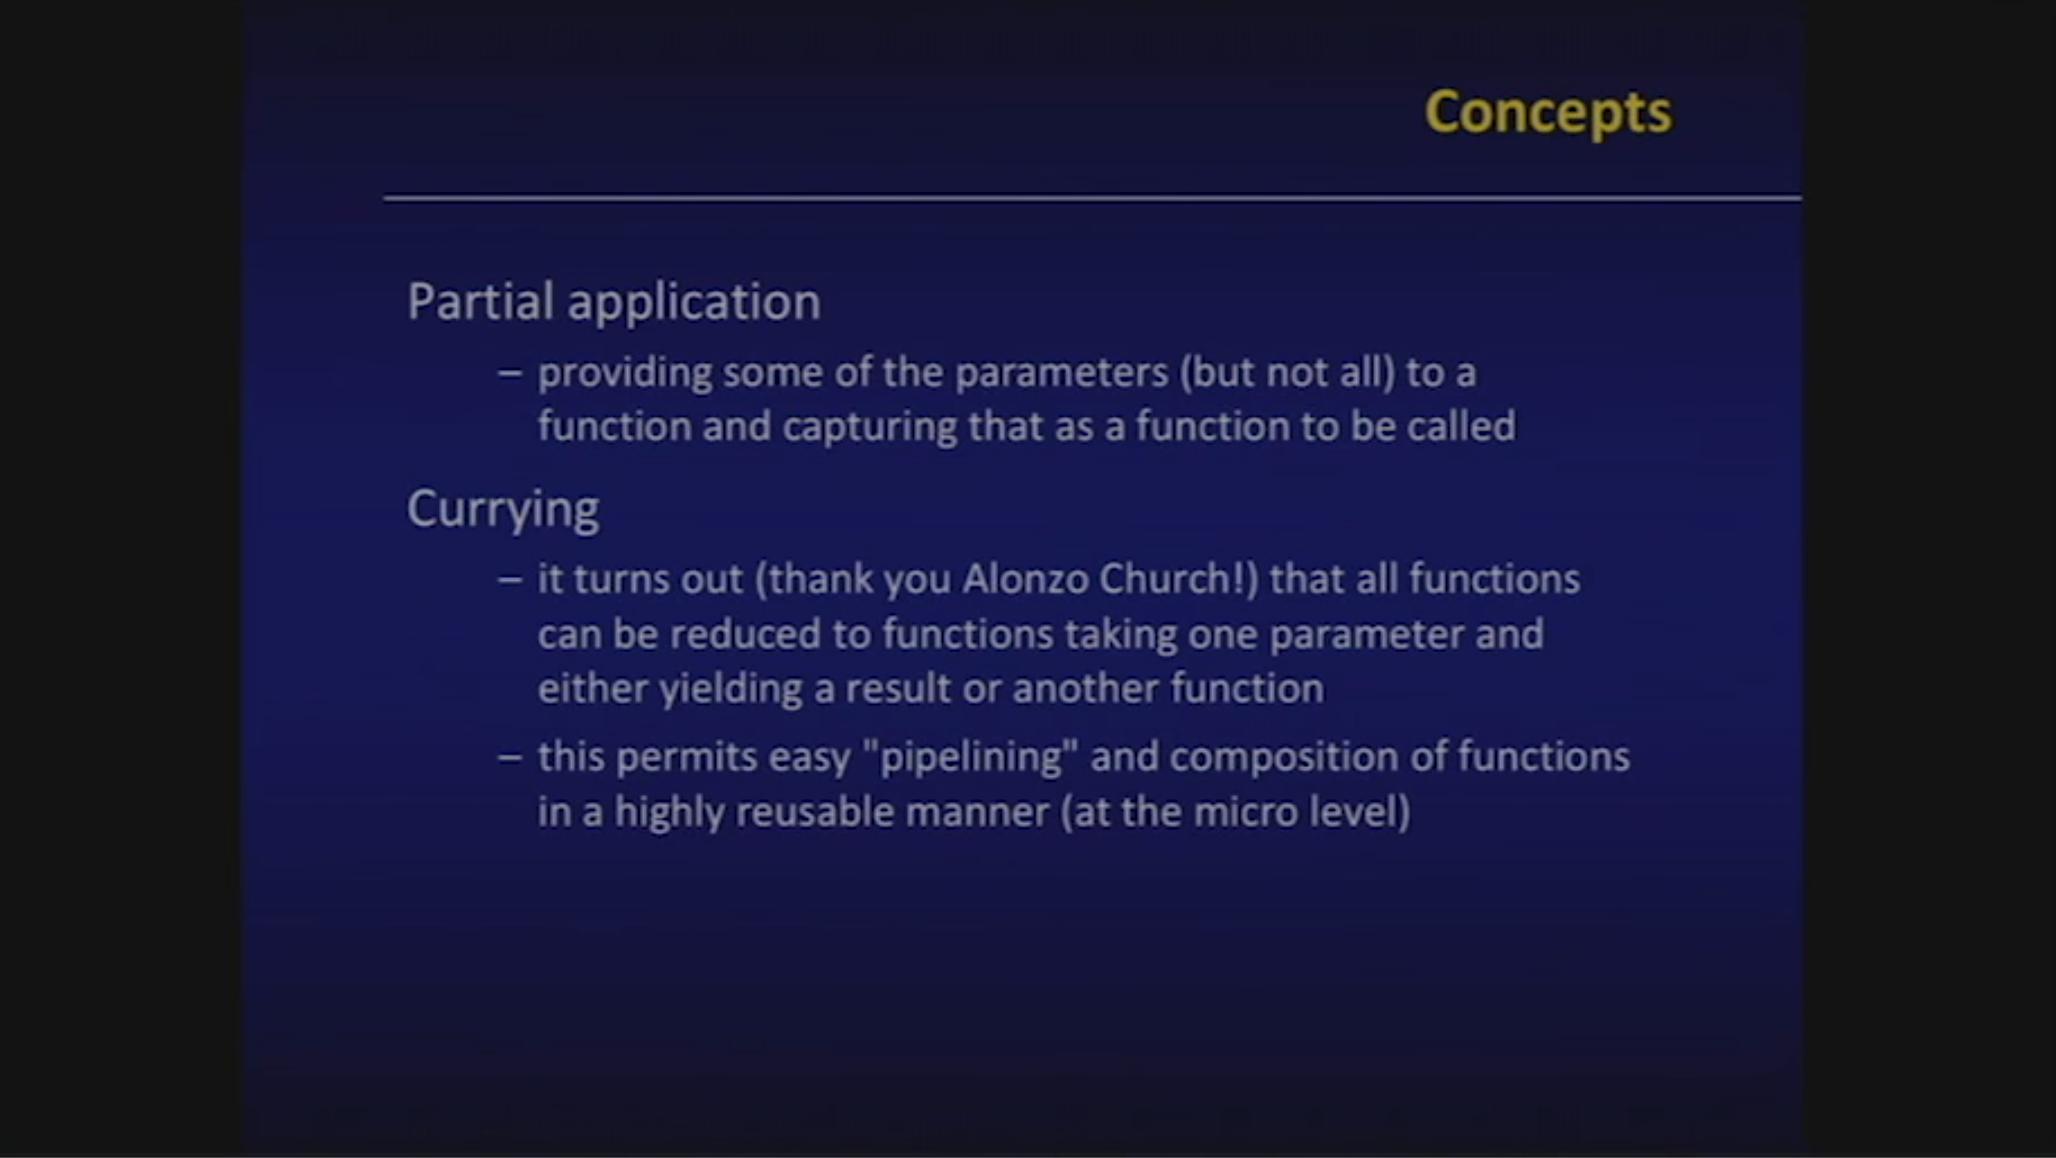 Concepts
Partial application
– providing some of the parameters (but not all) to a
function and capturing that as a function to be called
Currying
– it turns out (thank you Alonzo Church!) that all functions
can be reduced to functions taking one parameter and
either yielding a result or another function
– this permits easy "pipelining" and composition of functions
in a highly reusable manner (at the micro level)